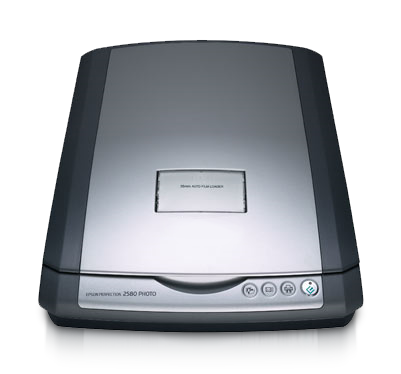 35mm AUTO FILM LOADER
EPSON PERFECTION 2580 PHOTO